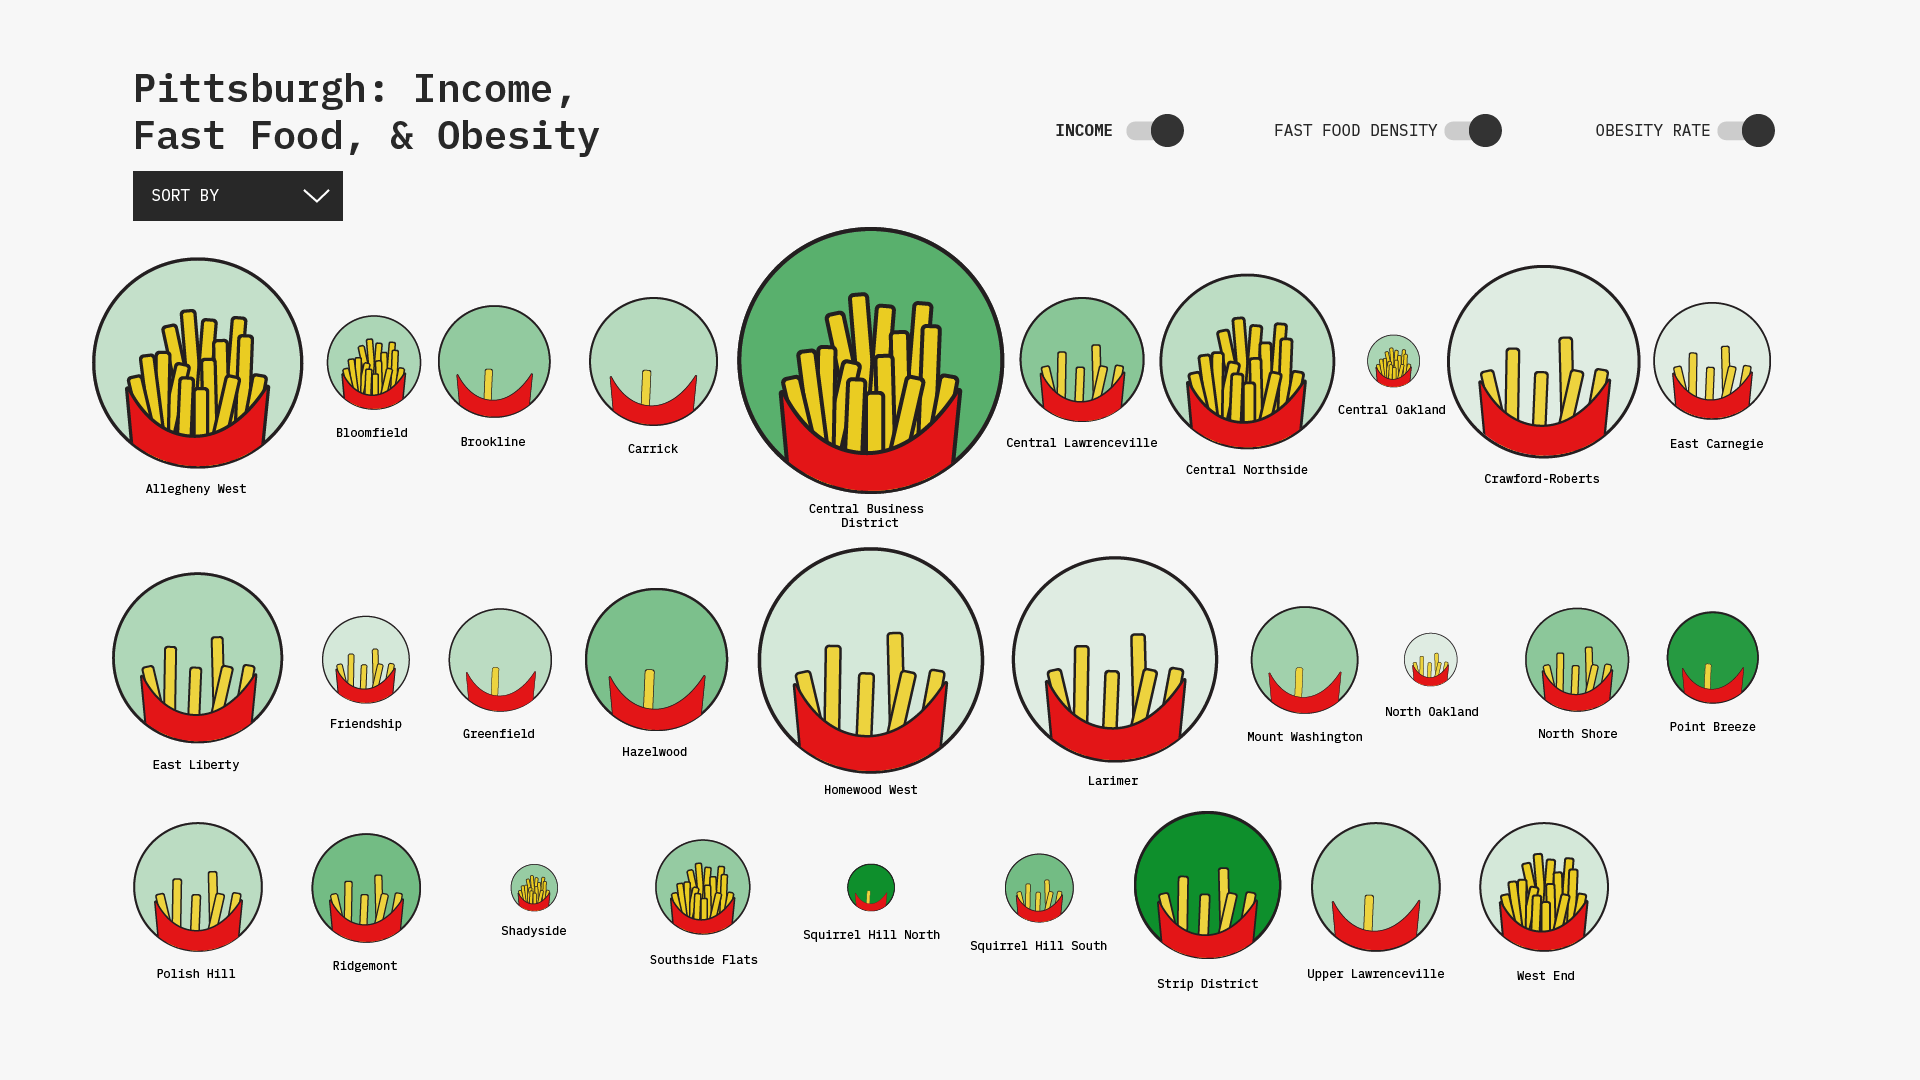 Pittsburgh: Income,
Fast Food, & Obesity
INCOME
FAST FOOD DENSITY
OBESITY RATE
SORT BY
Allegheny West
Bloomfield
Brookline
Carrick
Central Business
District
Central Lawrenceville
Central Northside
Central Oakland
Crawford-Roberts
East Carnegie
East Liberty
Friendship
Greenfield
Hazelwood
Homewood West
Larimer
Mount Washington
North Oakland
North Shore
Point Breeze
Polish Hill
Ridgemont
Shadyside
Southside Flats
Squirrel Hill North
Squirrel Hill South
Strip District
Upper Lawrenceville
West End